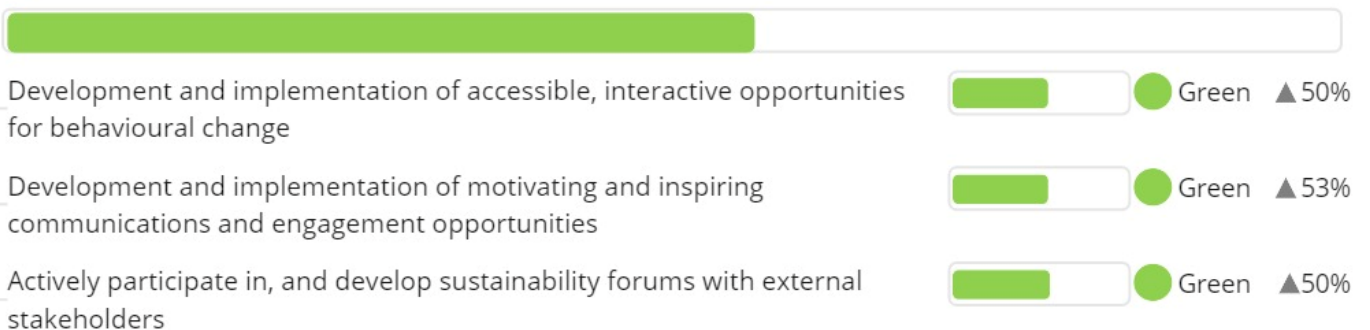 Development and implementation of accessible, interactive opportunities
for behavioural change
Green ▲50%
Development and implementation of motivating and inspiring
communications and engagement opportunities
Green ▲53%
Actively participate in, and develop sustainability forums with external
stakeholders
Green ▲50%